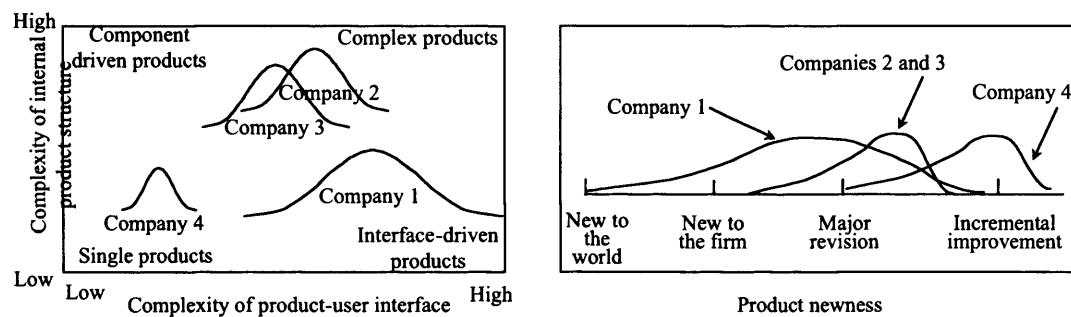 High
Complexity of internal
product structure
Component
driven products
Complex products
Company 2
Company 3
Company 1
Company 4
Single products
Interface-driven
products
Low
Low
High
Complexity of product-user interface
Companies 2 and 3
Company 1
Company 4
New to
the
world
New to
the firm
Major
revision
Incremental
improvement
Product newness